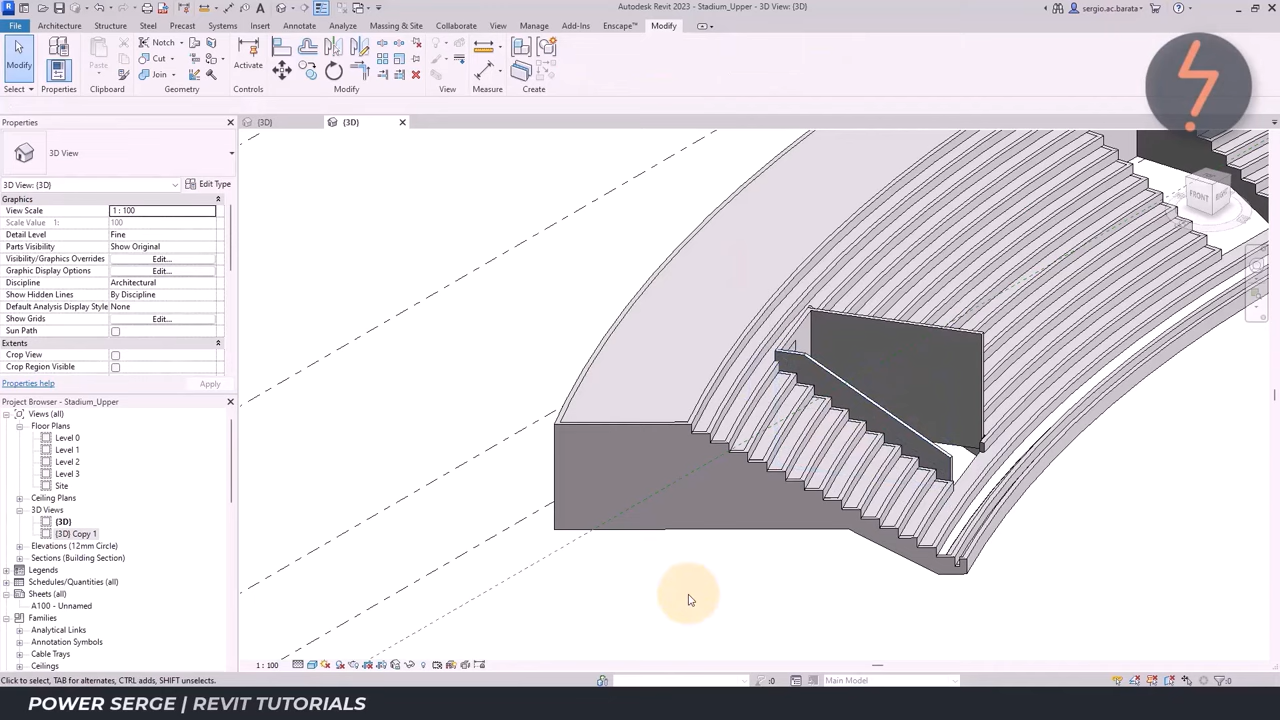 Autodesk Revit 2023 - Stadium_Upper - 3D View: (3D)
sergio.ac.barata
File Architecture Structure Steel Precast Systems Insert Annotate Analyze Massing & Site Collaborate View Manage Add-Ins Enscape™ Modify
Modify
Paste
Notch
Cut
Join
Activate
Select Properties Clipboard Geometry Controls Modify View Measure Create
Properties
(3D)
(3D)
3D View
3D View: (3D)
Edit Type
Graphics
View Scale 1 : 100
Scale Value 1: 100
Detail Level Fine
Parts Visibility Show Original
Visibility/Graphics Overrides Edit...
Graphic Display Options Edit...
Discipline Architectural
Show Hidden Lines By Discipline
Default Analysis Display Style None
Show Grids Edit...
Sun Path
Extents
Crop View
Crop Region Visible
Properties help
Apply
Project Browser - Stadium_Upper
Views (all)
Floor Plans
Level 0
Level 1
Level 2
Level 3
Site
Ceiling Plans
3D Views
{3D}
{3D} Copy 1
Elevations (12mm Circle)
Sections (Building Section)
Legends
Schedules/Quantities (all)
Sheets (all)
A100 - Unnamed
Families
Analytical Links
Annotation Symbols
Cable Trays
Ceilings
FRONT
1 : 100
Click to select, TAB for alternates, CTRL adds, SHIFT unselects.
:0
Main Model
:0
POWER SERGE | REVIT TUTORIALS